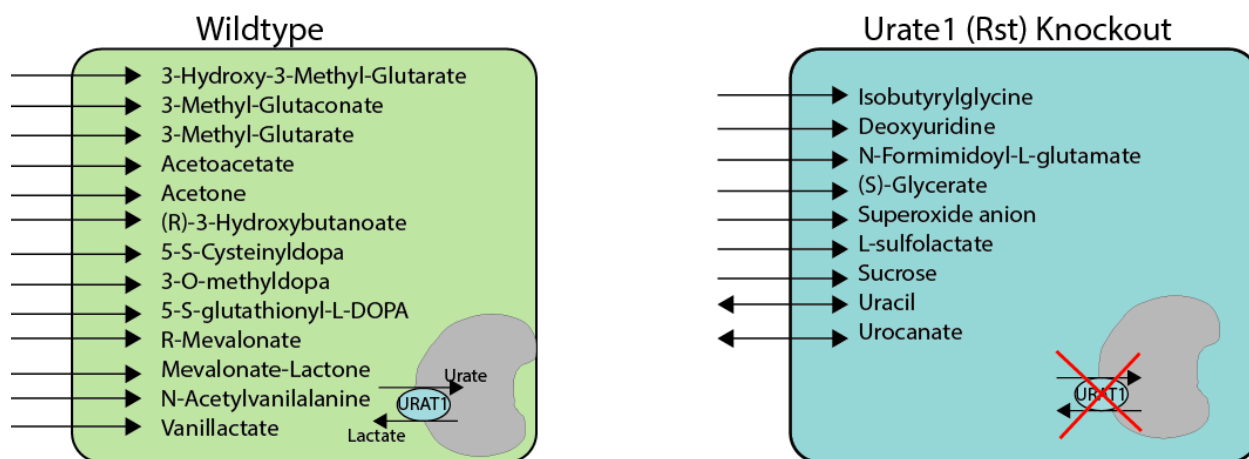 Wildtype
3-Hydroxy-3-Methyl-Glutarate
3-Methyl-Glutaconate
3-Methyl-Glutarate
Acetoacetate
Acetone
(R)-3-Hydroxybutanoate
5-S-Cysteinyldopa
3-O-methyldopa
5-S-glutathionyl-L-DOPA
R-Mevalonate
Mevalonate-Lactone
N-Acetylvanilalanine
Vanillactate
Urate
URAT1
Lactate
Urate1 (Rst) Knockout
Isobutyrylglycine
Deoxyuridine
N-Formimidoyl-L-glutamate
(S)-Glycerate
Superoxide anion
L-sulfolactate
Sucrose
Uracil
Urocanate
URAT1